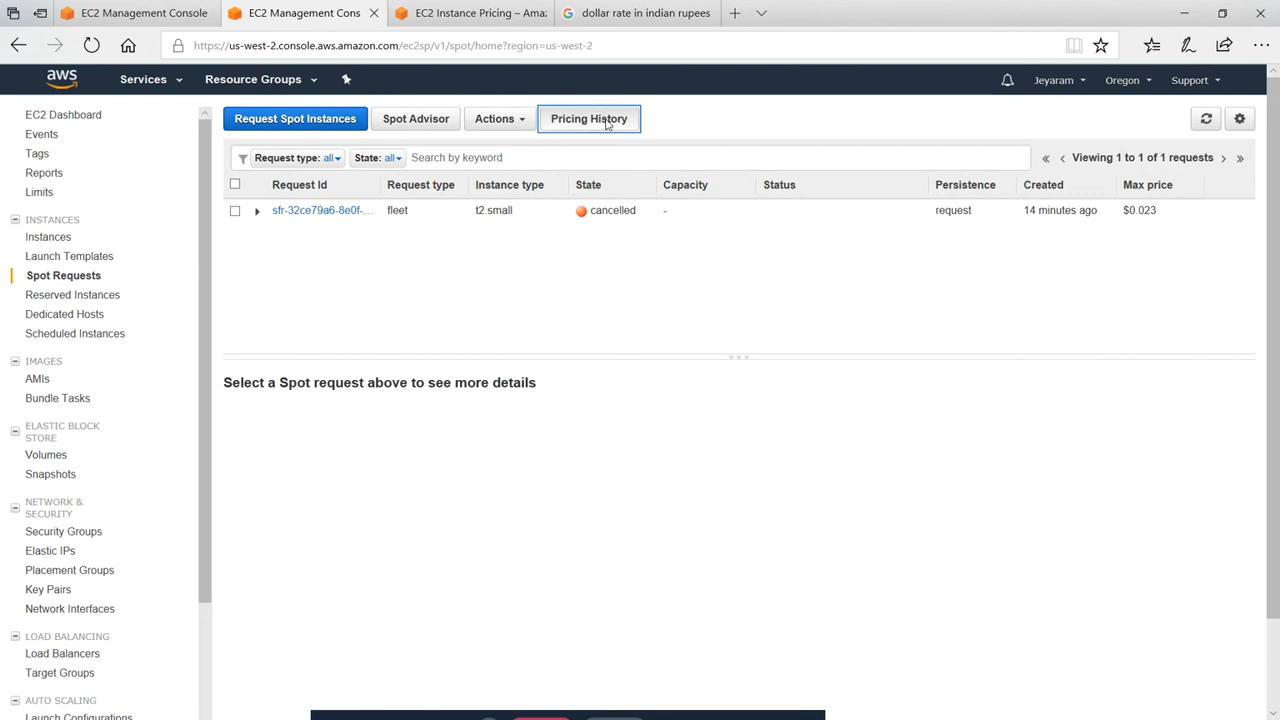 EC2 Management Console
EC2 Management Cons
EC2 Instance Pricing – Amaz
dollar rate in indian rupees
https://us-west-2.console.aws.amazon.com/ec2sp/v1/spot/home?region=us-west-2
aws
Services
Resource Groups
Jeyaram
Oregon
Support
EC2 Dashboard
Events
Tags
Reports
Limits
INSTANCES
Instances
Launch Templates
Spot Requests
Reserved Instances
Dedicated Hosts
Scheduled Instances
IMAGES
AMIs
Bundle Tasks
ELASTIC BLOCK
STORE
Volumes
Snapshots
NETWORK &
SECURITY
Security Groups
Elastic IPs
Placement Groups
Key Pairs
Network Interfaces
LOAD BALANCING
Load Balancers
Target Groups
AUTO SCALING
Launch Configurations
Request Spot Instances
Spot Advisor
Actions
Pricing History
Request type: all
State: all
Search by keyword
Viewing 1 to 1 of 1 requests
Request Id Request type Instance type State Capacity Status Persistence Created Max price
sfr-32ce79a6-8e0f-... fleet t2.small cancelled - request 14 minutes ago $0.023
Select a Spot request above to see more details